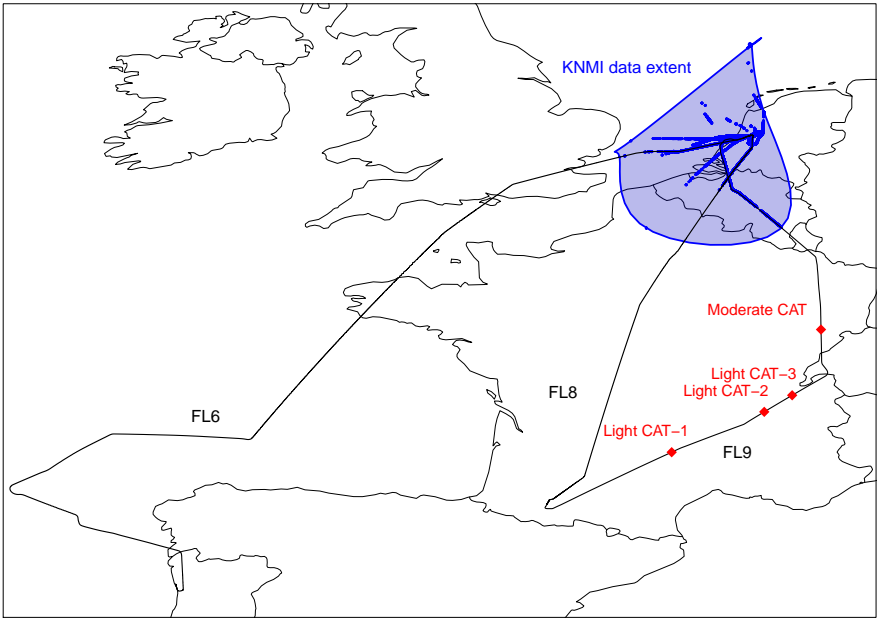 KNMI data extent
Moderate CAT
Light CAT−3
Light CAT−2
FL8
FL6
Light CAT−1
FL9